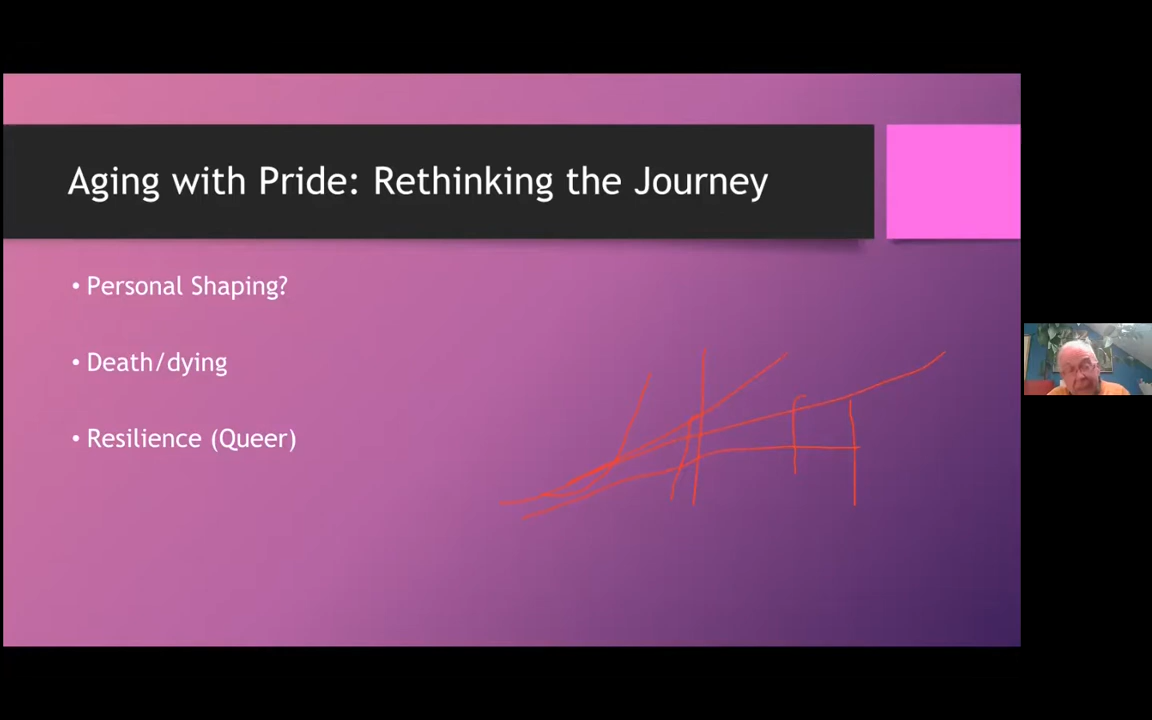 Aging with Pride: Rethinking the Journey
• Personal Shaping?
• Death/dying
• Resilience (Queer)